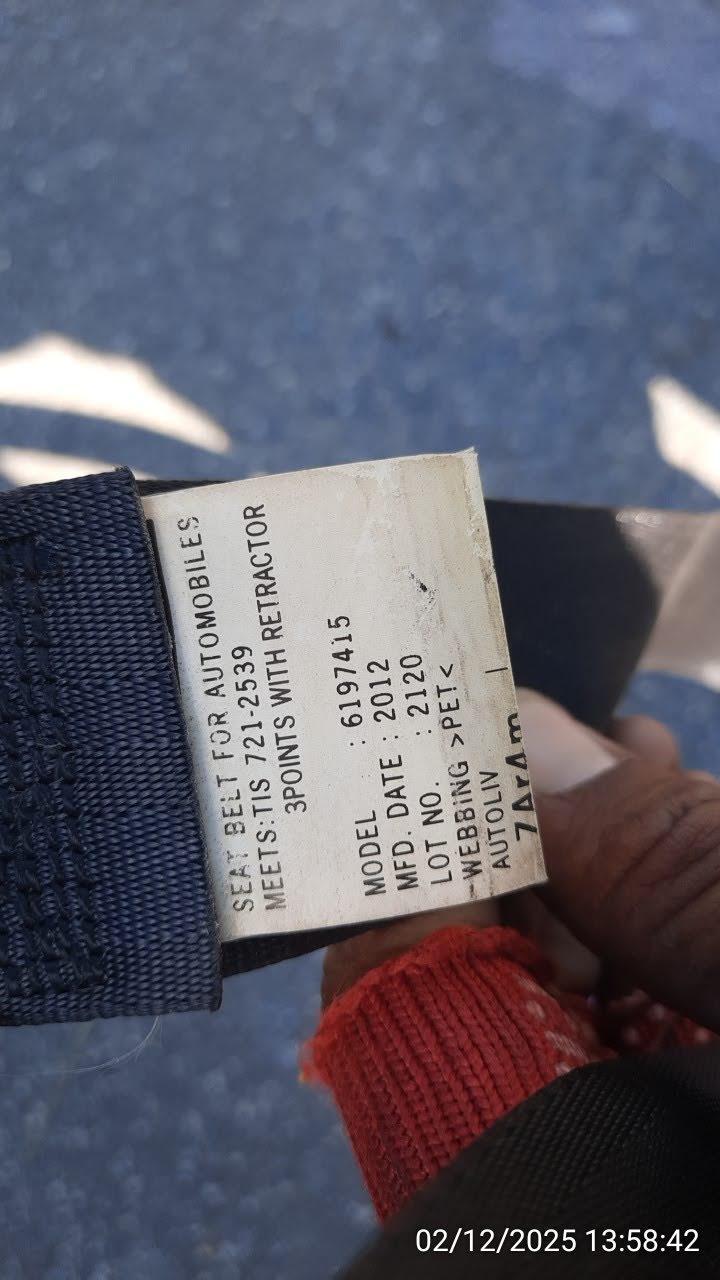 SEAT BELT FOR AUTOMOBILES
MEETS:TIS 721-2539
3POINTS WITH RETRACTOR
MODEL : 6197415
MFD. DATE : 2012
LOT NO. : 2120
WEBBING >PET<
AUTOLIV
02/12/2025 13:58:42